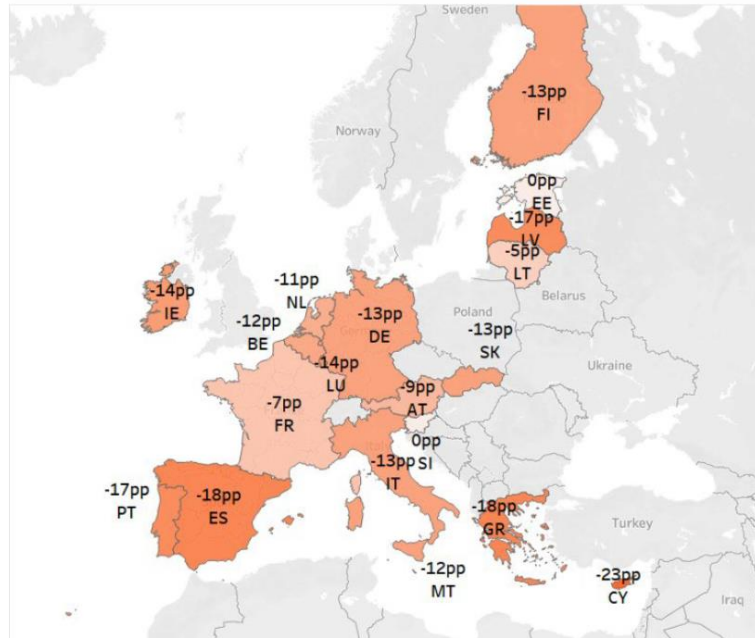 Sweden
-13pp
FI
Norway
0pp
EE
-17pp
LV
-5pp
LT
-14pp
IE
-11pp
NL
-12pp
BE
-13pp
DE
Poland
-13pp
SK
Belarus
Ukraine
-14pp
LU
-9pp
AT
-7pp
FR
0pp
SI
-13pp
IT
-17pp
PT
-18pp
ES
-18pp
GR
Turkey
-12pp
MT
-23pp
CY
Iraq